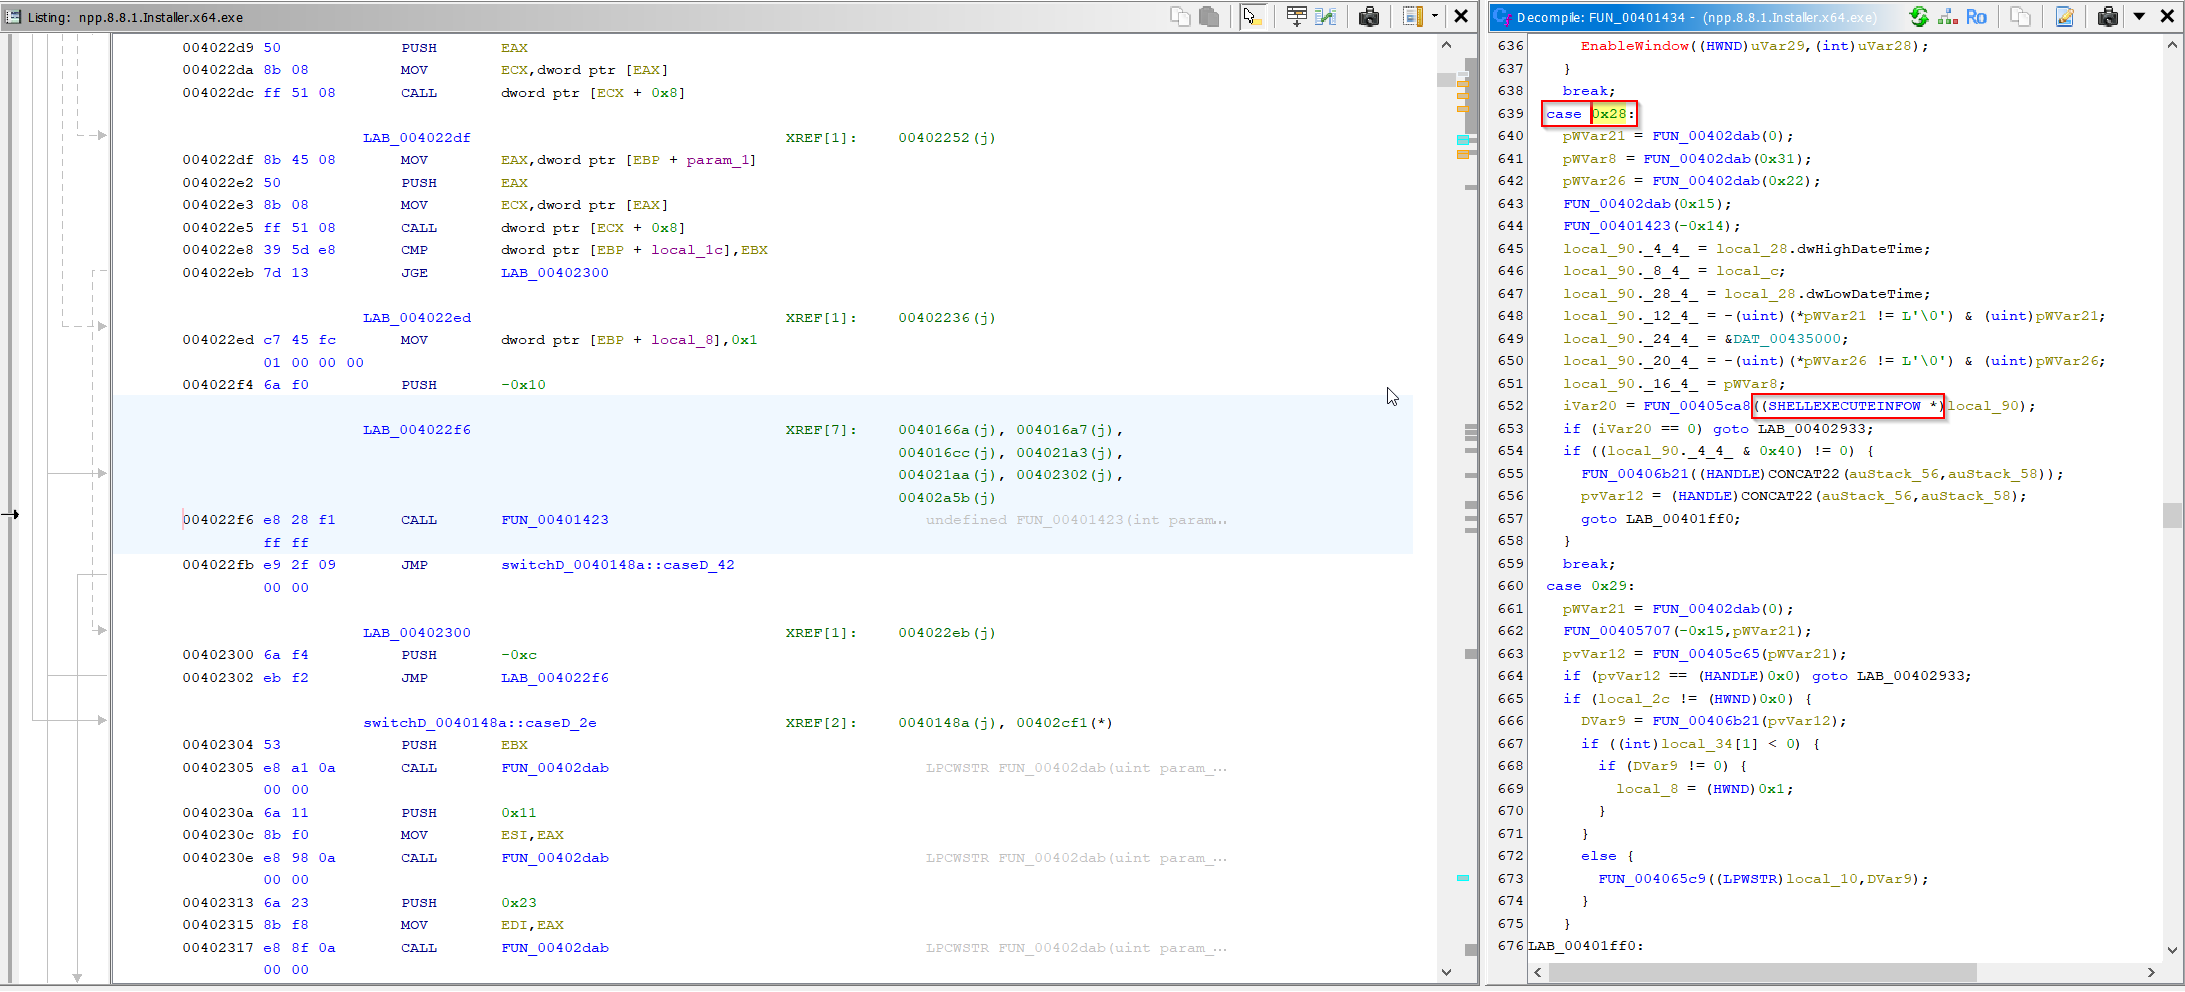 Listing: npp.8.8.1.Installer.x64.exe
004022d9 50 PUSH EAX
004022da 8b 08 MOV ECX,dword ptr [EAX]
004022dc ff 51 08 CALL dword ptr [ECX + 0x8]
LAB_004022df XREF[1]: 00402252(j)
004022df 8b 45 08 MOV EAX,dword ptr [EBP + param_1]
004022e2 50 PUSH EAX
004022e3 8b 08 MOV ECX,dword ptr [EAX]
004022e5 ff 51 08 CALL dword ptr [ECX + 0x8]
004022e8 39 5d e8 CMP dword ptr [EBP + local_1c],EBX
004022eb 7d 13 JGE LAB_00402300
LAB_004022ed XREF[1]: 00402236(j)
004022ed c7 45 fc MOV dword ptr [EBP + local_8],0x1
01 00 00 00
004022f4 6a f0 PUSH -0x10
LAB_004022f6 XREF[7]: 0040166a(j), 004016a7(j),
004016cc(j), 004021a3(j),
004021aa(j), 00402302(j),
00402a5b(j)
004022f6 e8 28 f1 CALL FUN_00401423 undefined FUN_00401423(int param...
ff ff
004022fb e9 2f 09 JMP switchD_0040148a::caseD_42
00 00
LAB_00402300 XREF[1]: 004022eb(j)
00402300 6a f4 PUSH -0xc
00402302 eb f2 JMP LAB_004022f6
switchD_0040148a::caseD_2e XREF[2]: 0040148a(j), 00402cf1(*)
00402304 53 PUSH EBX
00402305 e8 a1 0a CALL FUN_00402dab LPCWSTR FUN_00402dab(uint param_...
00 00
0040230a 6a 11 PUSH 0x11
0040230c 8b f0 MOV ESI,EAX
0040230e e8 98 0a CALL FUN_00402dab LPCWSTR FUN_00402dab(uint param_...
00 00
00402313 6a 23 PUSH 0x23
00402315 8b f8 MOV EDI,EAX
00402317 e8 8f 0a CALL FUN_00402dab LPCWSTR FUN_00402dab(uint param_...
00 00
Decompile: FUN_00401434 - (npp.8.8.1.Installer.x64.exe) Ro
636 EnableWindow((HWND)uVar29,(int)uVar28);
637 }
638 break;
639 case 0x28:
640 pWVar21 = FUN_00402dab(0);
641 pWVar8 = FUN_00402dab(0x31);
642 pWVar26 = FUN_00402dab(0x22);
643 FUN_00402dab(0x15);
644 FUN_00401423(-0x14);
645 local_90._4_4_ = local_28.dwHighDateTime;
646 local_90._8_4_ = local_c;
647 local_90._28_4_ = local_28.dwLowDateTime;
648 local_90._12_4_ = -(uint)(*pWVar21 != L'\0') & (uint)pWVar21;
649 local_90._24_4_ = &DAT_00435000;
650 local_90._20_4_ = -(uint)(*pWVar26 != L'\0') & (uint)pWVar26;
651 local_90._16_4_ = pWVar8;
652 iVar20 = FUN_00405ca8((SHELLEXECUTEINFOW *)local_90);
653 if (iVar20 == 0) goto LAB_00402933;
654 if ((local_90._4_4_ & 0x40) != 0) {
655 FUN_00406b21((HANDLE)CONCAT22(auStack_56,auStack_58));
656 pvVar12 = (HANDLE)CONCAT22(auStack_56,auStack_58);
657 goto LAB_00401ff0;
658 }
659 break;
660 case 0x29:
661 pWVar21 = FUN_00402dab(0);
662 FUN_00405707(-0x15,pWVar21);
663 pvVar12 = FUN_00405c65(pWVar21);
664 if (pvVar12 == (HANDLE)0x0) goto LAB_00402933;
665 if (local_2c != (HWND)0x0) {
666 DVar9 = FUN_00406b21(pvVar12);
667 if ((int)local_34[1] < 0) {
668 if (DVar9 != 0) {
669 local_8 = (HWND)0x1;
670 }
671 }
672 else {
673 FUN_004065c9((LPWSTR)local_10,DVar9);
674 }
675 }
676 LAB_00401ff0: